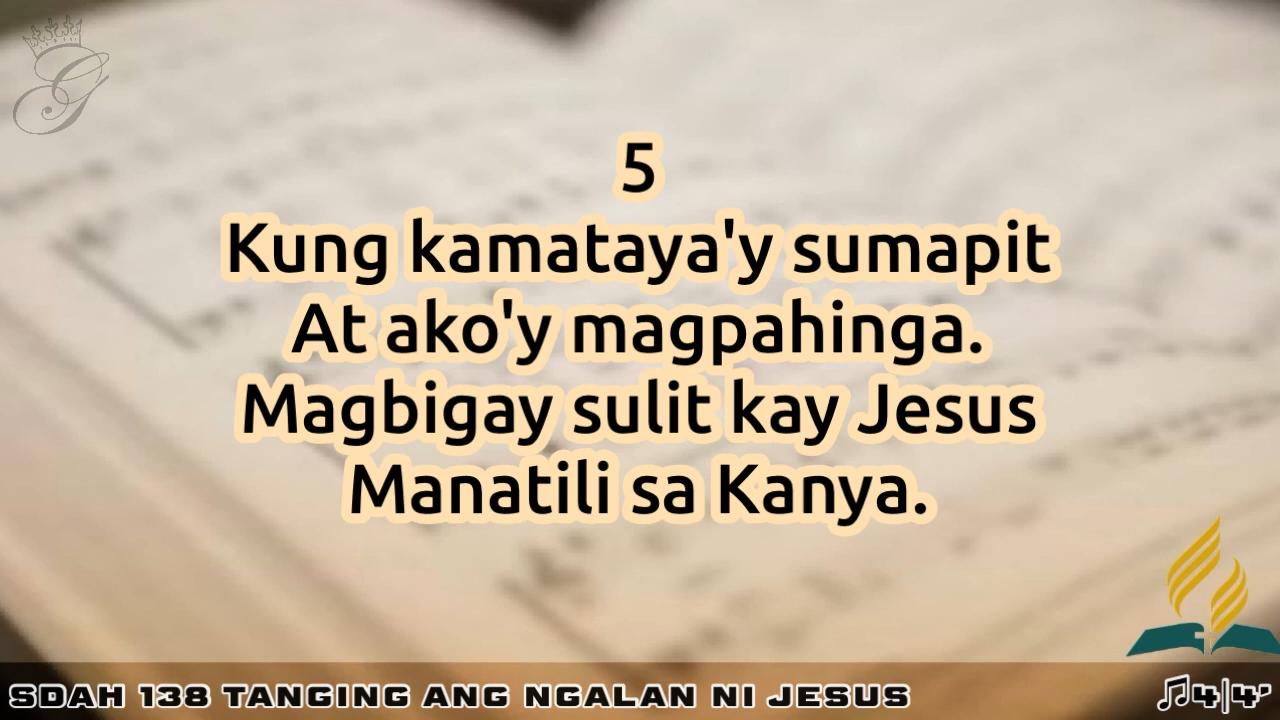 5
Kung kamataya'y sumapit
At ako'y magpahinga.
Magbigay sulit kay Jesus
Manatili sa Kanya.
SDAH 138 TANGING ANG NGALAN NI JESUS
♫4|4'